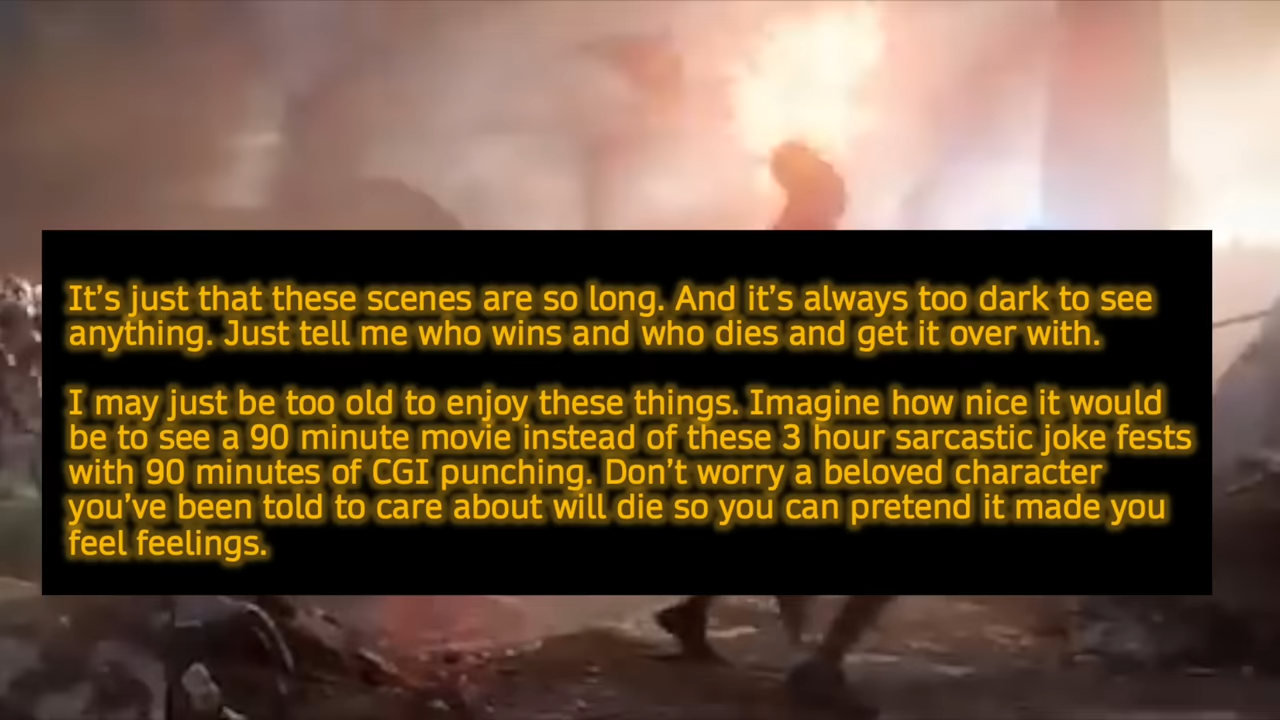 It’s just that these scenes are so long. And it’s always too dark to see
anything. Just tell me who wins and who dies and get it over with.
I may just be too old to enjoy these things. Imagine how nice it would
be to see a 90 minute movie instead of these 3 hour sarcastic joke fests
with 90 minutes of CGI punching. Don’t worry a beloved character
you’ve been told to care about will die so you can pretend it made you
feel feelings.